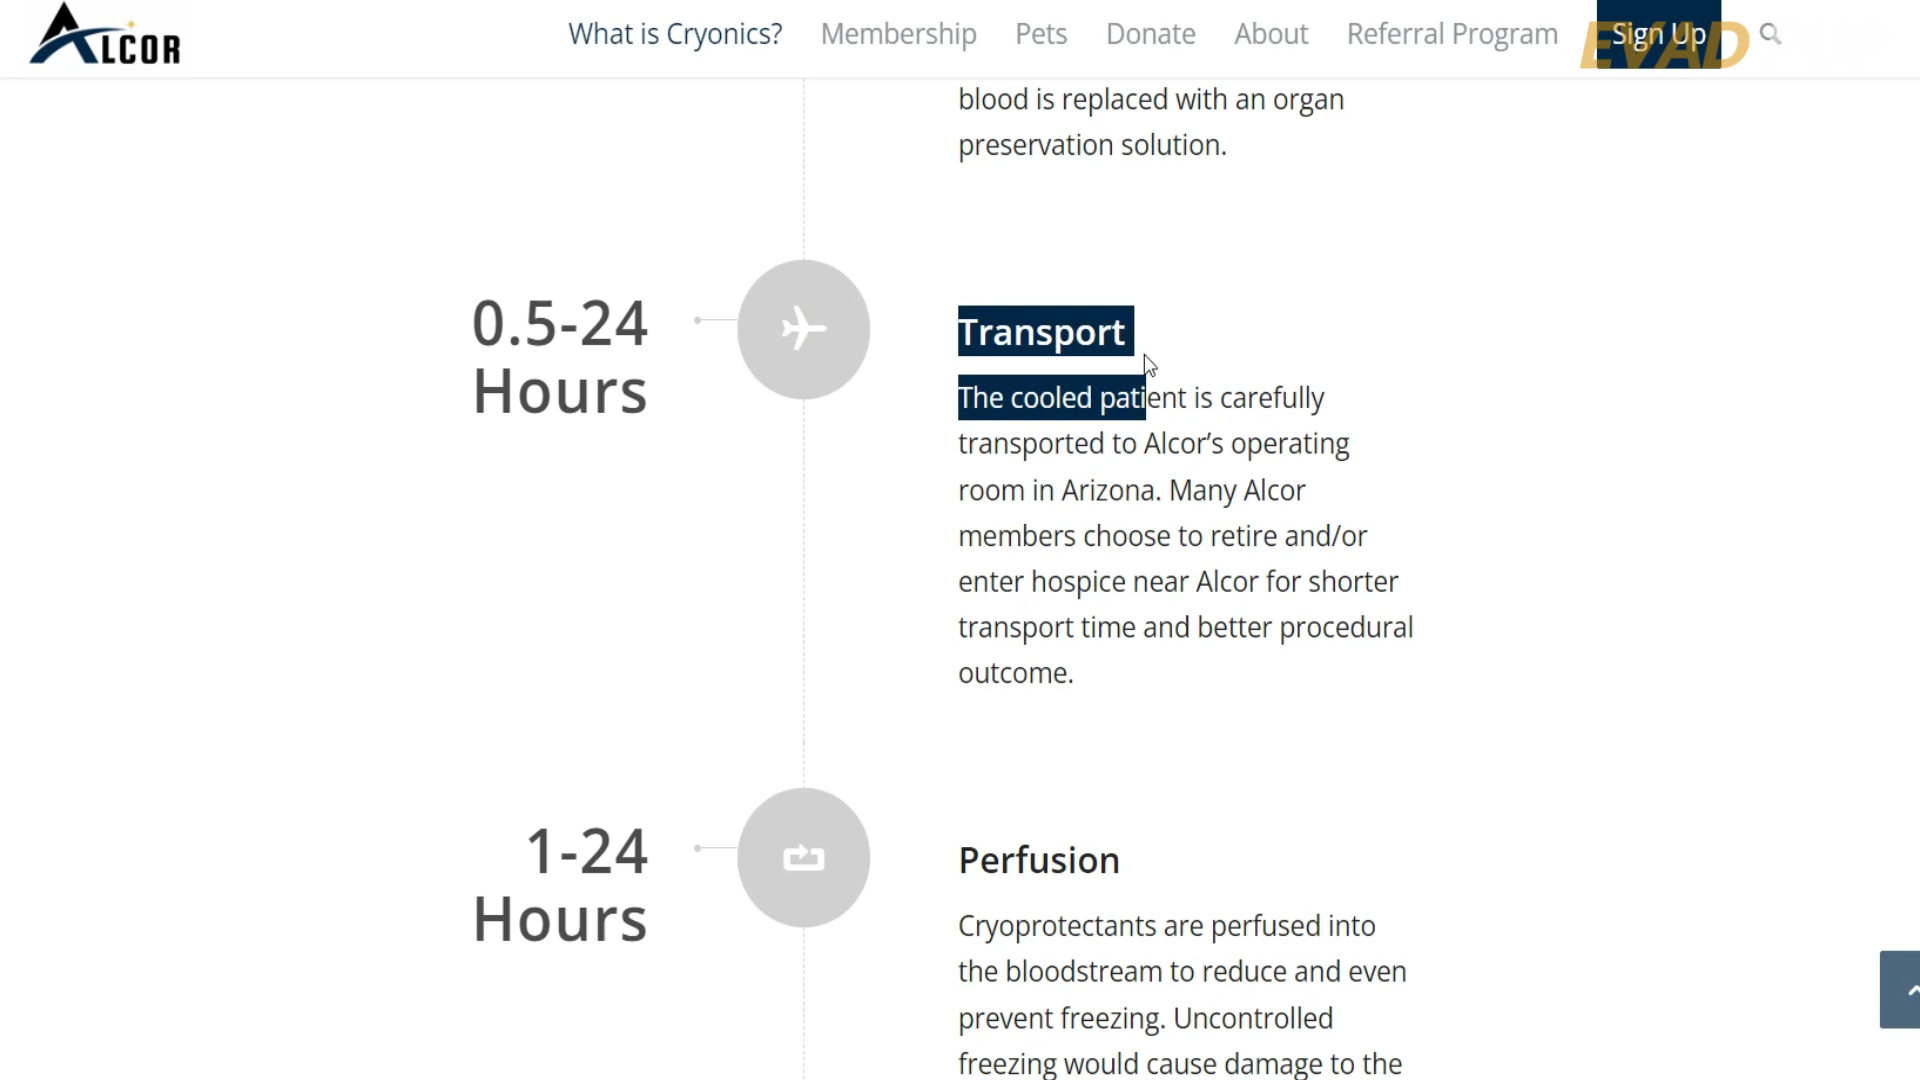 ALCOR
What is Cryonics? Membership Pets Donate About Referral Program Sign Up
EVAD
blood is replaced with an organ
preservation solution.
0.5-24
Hours
Transport
The cooled patient is carefully
transported to Alcor’s operating
room in Arizona. Many Alcor
members choose to retire and/or
enter hospice near Alcor for shorter
transport time and better procedural
outcome.
1-24
Hours
Perfusion
Cryoprotectants are perfused into
the bloodstream to reduce and even
prevent freezing. Uncontrolled
freezing would cause damage to the